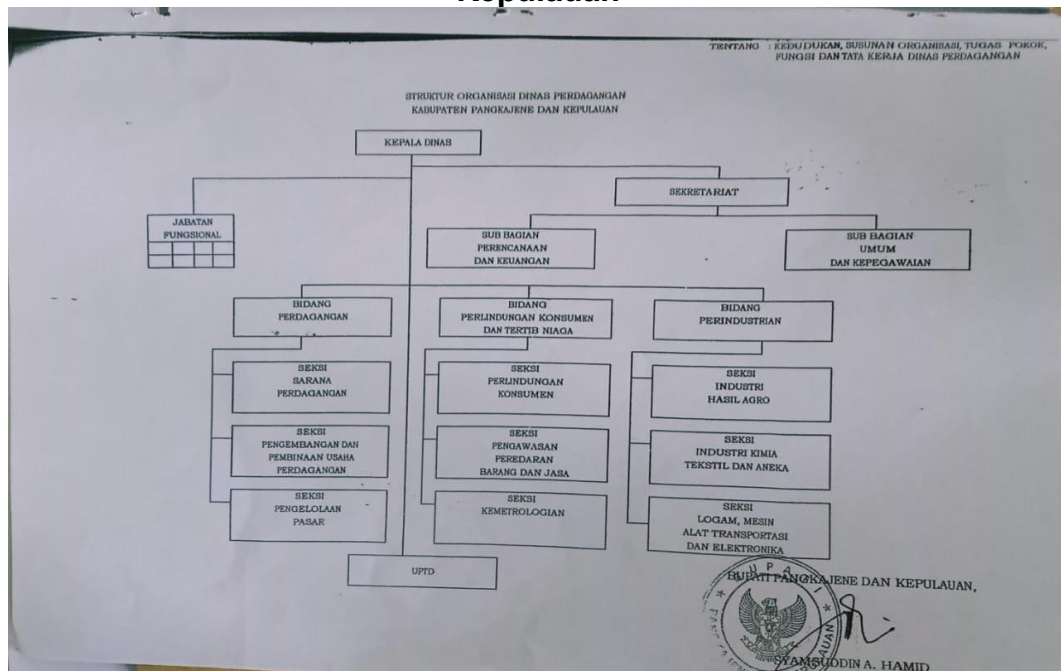 Kepulauan
TENTANG : KEDUDUKAN, SUSUNAN ORGANISASI, TUGAS POKOK,
FUNGSI DAN TATA KERJA DINAS PERDAGANGAN
STRUKTUR ORGANISASI DINAS PERDAGANGAN
KABUPATEN PANGKAJENE DAN KEPULAUAN
KEPALA DINAS
SEKRETARIAT
JABATAN
FUNGSIONAL
SUB BAGIAN
PERENCANAAN
DAN KEUANGAN
SUB BAGIAN
UMUM
DAN KEPEGAWAIAN
BIDANG
PERDAGANGAN
BIDANG
PERLINDUNGAN KONSUMEN
DAN TERTIB NIAGA
BIDANG
PERINDUSTRIAN
SEKSI
SARANA
PERDAGANGAN
SEKSI
PERLINDUNGAN
KONSUMEN
SEKSI
INDUSTRI
HASIL AGRO
SEKSI
PENGEMBANGAN DAN
PEMBINAAN USAHA
PERDAGANGAN
SEKSI
PENGAWASAN
PEREDARAN
BARANG DAN JASA
SEKSI
INDUSTRI KIMIA
TEKSTIL DAN ANEKA
SEKSI
PENGELOLAAN
PASAR
SEKSI
KEMETROLOGIAN
SEKSI
LOGAM, MESIN
ALAT TRANSPORTASI
DAN ELEKTRONIKA
UPTD
BUPATI PANGKAJENE DAN KEPULAUAN,
BUPATI
SYAMSUDDIN A. HAMID